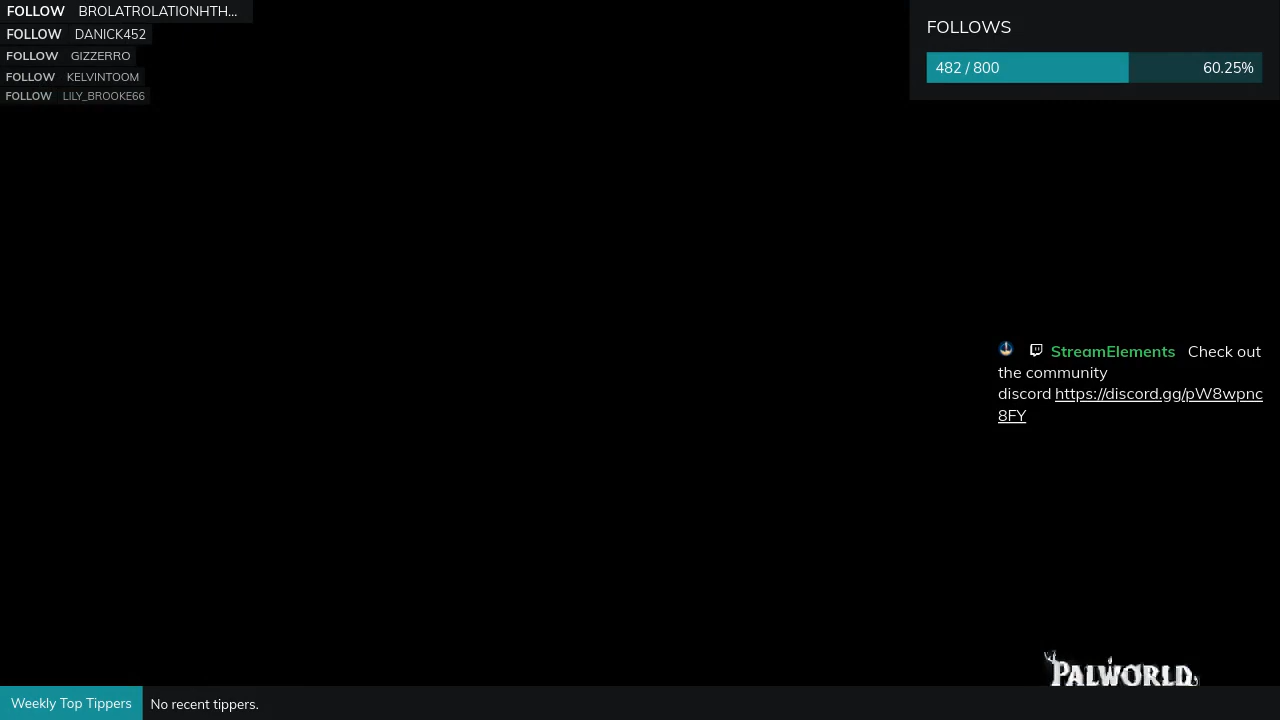 FOLLOW BROLATROLATIONHTH...
FOLLOW DANICK452
FOLLOW GIZZERRO
FOLLOW KELVINTOOM
FOLLOW LILY_BROOKE66
FOLLOWS
482 / 800 60.25%
StreamElements Check out
the community
discord https://discord.gg/pW8wpnc
8FY
PALWORLD
Weekly Top Tippers No recent tippers.